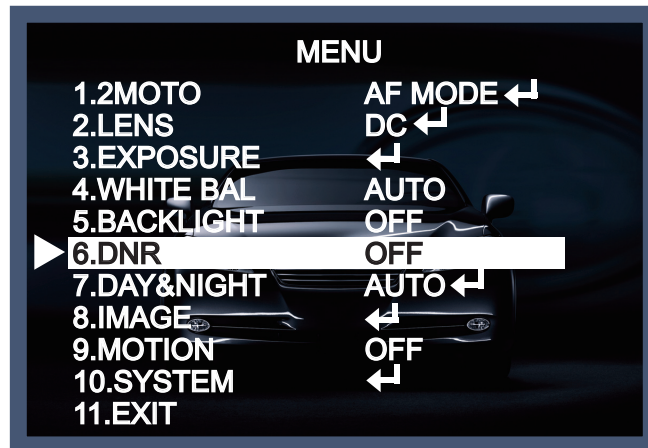 MENU
1.2MOTO AF MODE ↵
2.LENS DC ↵
3.EXPOSURE ↵
4.WHITE BAL AUTO
5.BACKLIGHT OFF
6.DNR OFF
7.DAY&NIGHT AUTO ↵
8.IMAGE ↵
9.MOTION OFF
10.SYSTEM ↵
11.EXIT